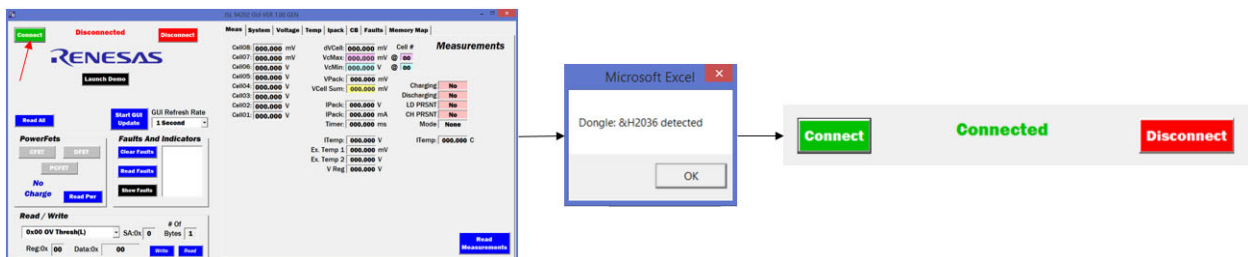 ISL 94202 GUI VER 1.00 GEN
Connect Disconnected Disconnect
RENESAS
Launch Demo
Read All
Start GUI Update
GUI Refresh Rate
1 Second
PowerFets
CFET DFET
PCFET
No Charge
Read Pwr
Faults And Indicators
Clear Faults
Read Faults
Show Faults
Read / Write
0x00 OV Thresh(L) SA:0x 0 # Of Bytes 1
Reg:0x 00 Data:0x 00 Write Read
Meas System Voltage Temp Ipack CB Faults Memory Map
Measurements
Cell08: 000.000 mV
Cell07: 000.000 mV
Cell06: 000.000 V
Cell05: 000.000 V
Cell04: 000.000 V
Cell03: 000.000 V
Cell02: 000.000 V
Cell01: 000.000 V
dVCell: 000.000 mV Cell #
VcMax: 000.000 mV @ 00
VcMin: 000.000 V @ 00
VPack: 000.000 mV
VCell Sum: 000.000 mV
IPack: 000.000 V
IPack: 000.000 mA
Timer: 000.000 ms
ITemp: 000.000 V
Ex. Temp 1 000.000 mV
Ex. Temp 2 000.000 V
V Reg 000.000 V
Charging No
Discharging No
LD PRSNT No
CH PRSNT No
Mode None
ITemp: 000.000 C
Read Measurements
Microsoft Excel
Dongle: &H2036 detected
OK
Connect Connected Disconnect